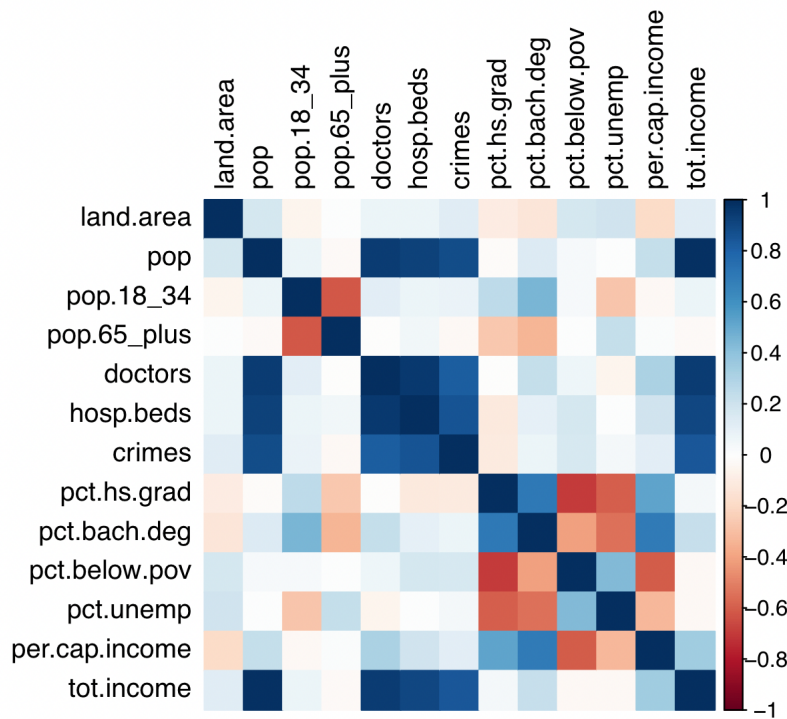 land.area
pop
pop.18_34
pop.65_plus
doctors
hosp.beds
crimes
pct.hs.grad
pct.bach.deg
pct.below.pov
pct.unemp
per.cap.income
tot.income
land.area
pop
pop.18_34
pop.65_plus
doctors
hosp.beds
crimes
pct.hs.grad
pct.bach.deg
pct.below.pov
pct.unemp
per.cap.income
tot.income
1
0.8
0.6
0.4
0.2
0
−0.2
−0.4
−0.6
−0.8
−1